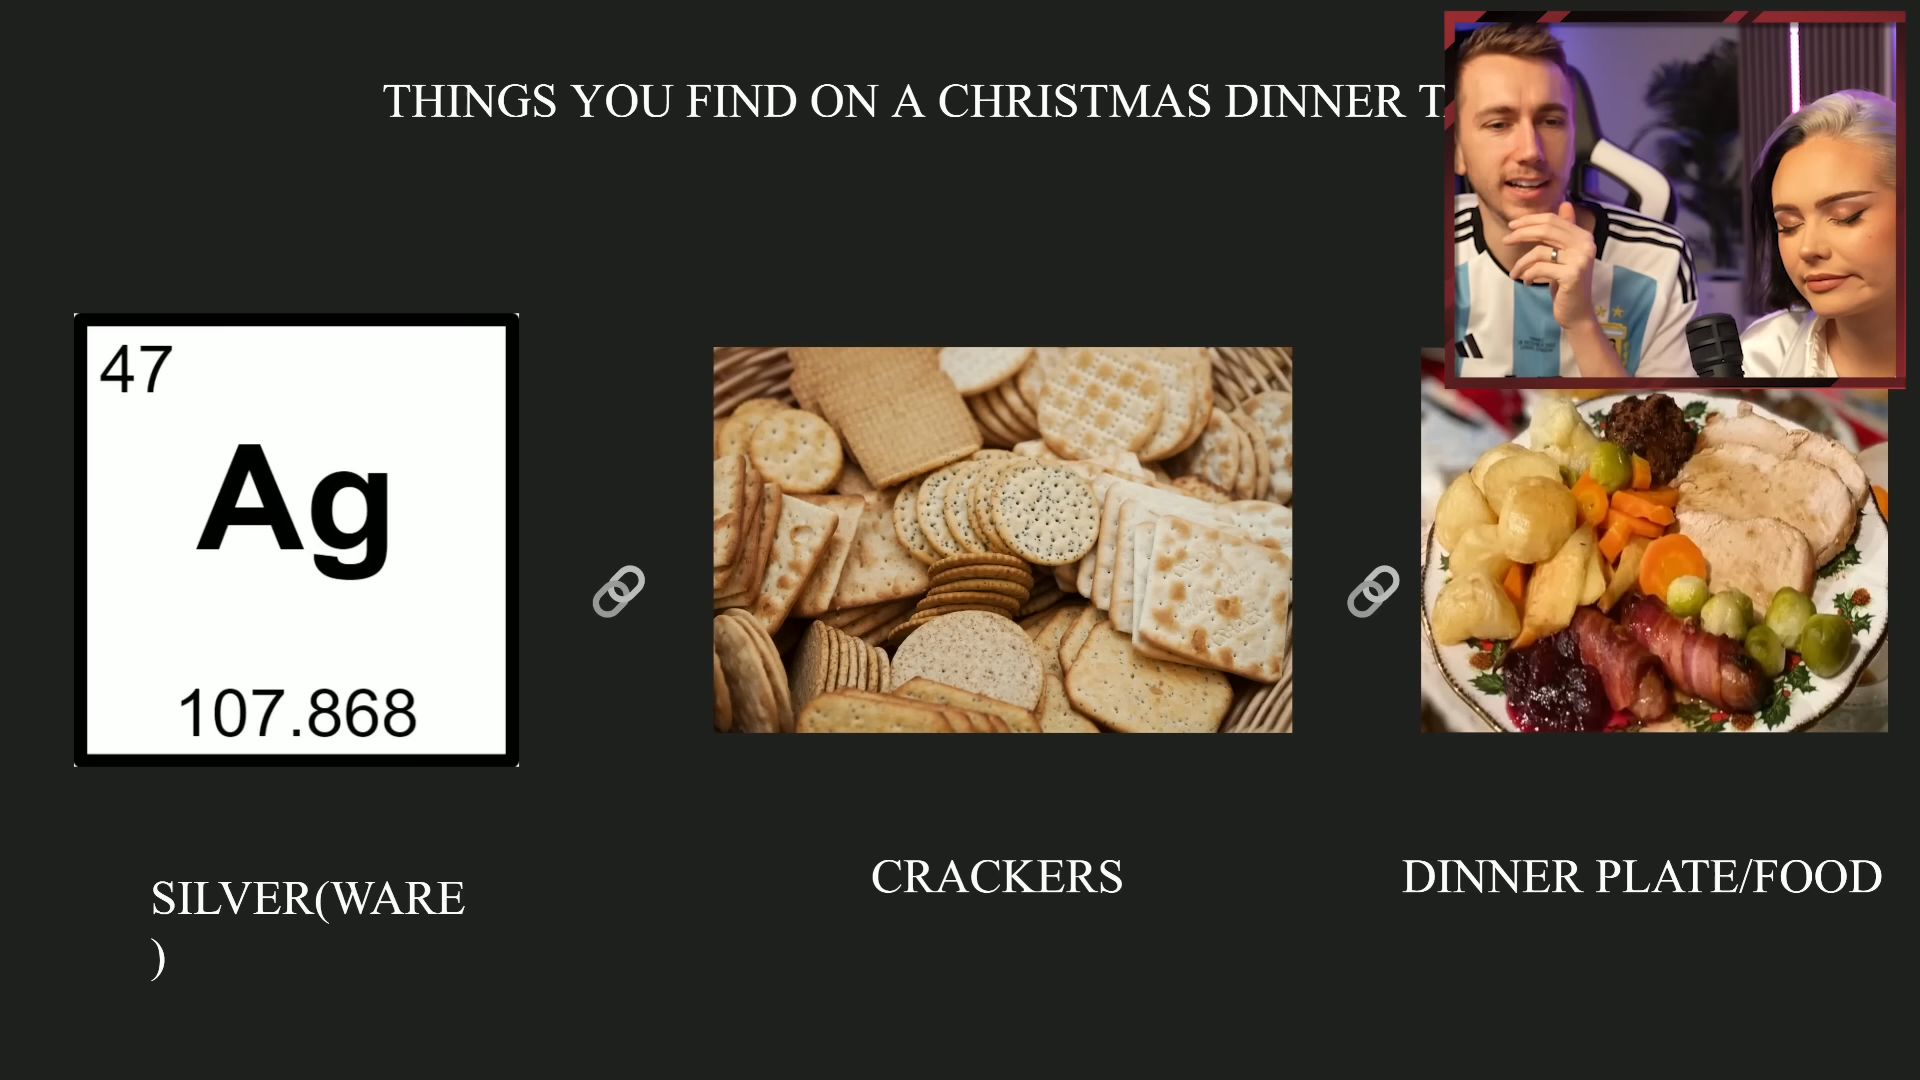 THINGS YOU FIND ON A CHRISTMAS DINNER
47
Ag
107.868
SILVER(WARE
)
CRACKERS
DINNER PLATE/FOOD